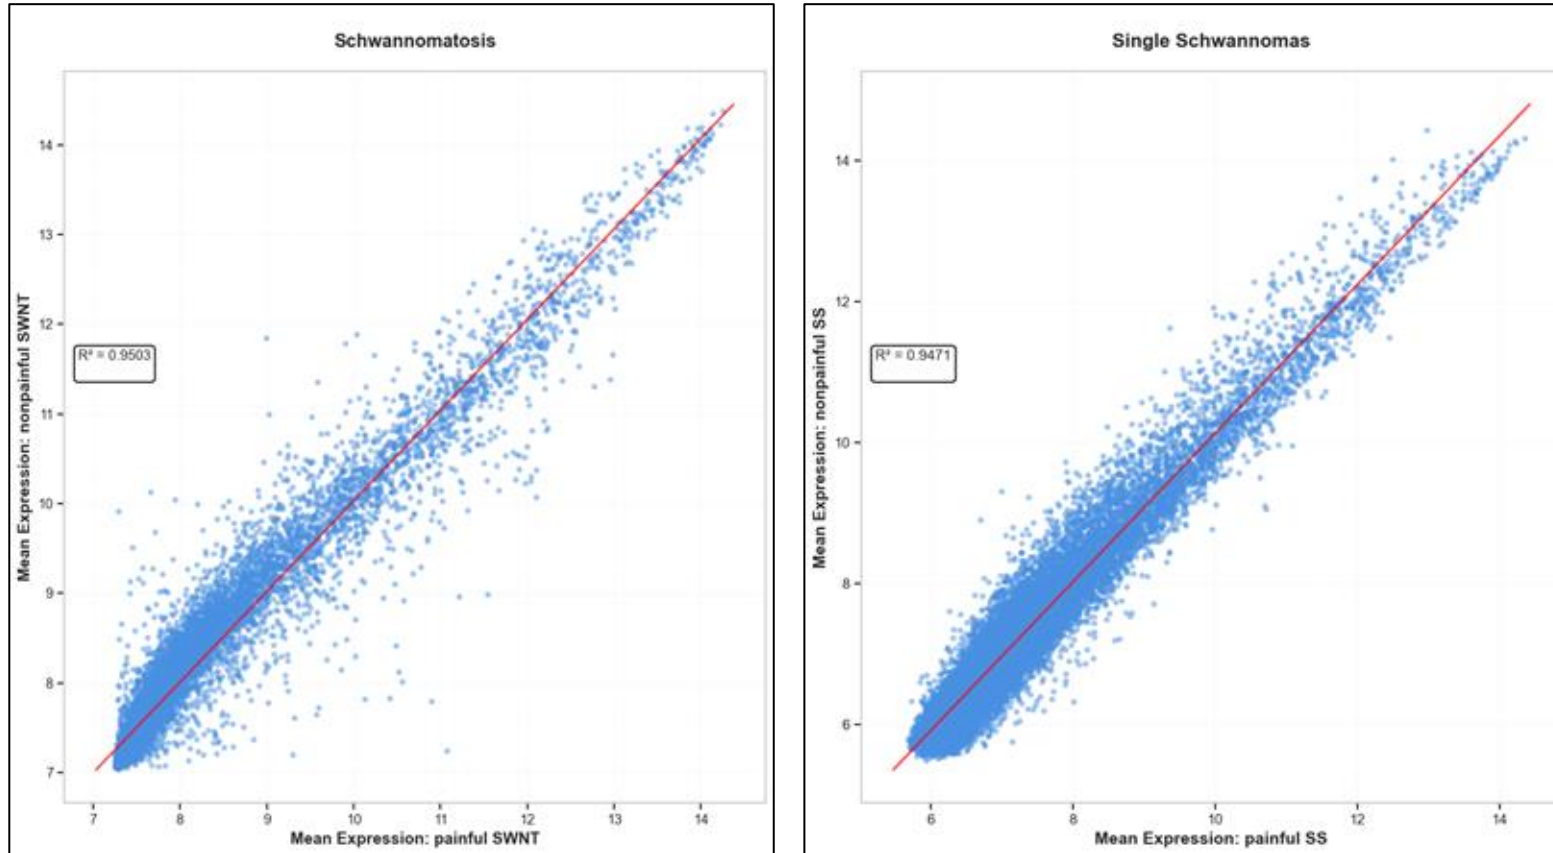 Schwannomatosis
Mean Expression: nonpainful SWNT
14
13
12
11
10
9
8
7
R² = 0.9503
7 8 9 10 11 12 13 14
Mean Expression: painful SWNT
Single Schwannomas
Mean Expression: nonpainful SS
14
12
10
8
6
R² = 0.9471
6 8 10 12 14
Mean Expression: painful SS